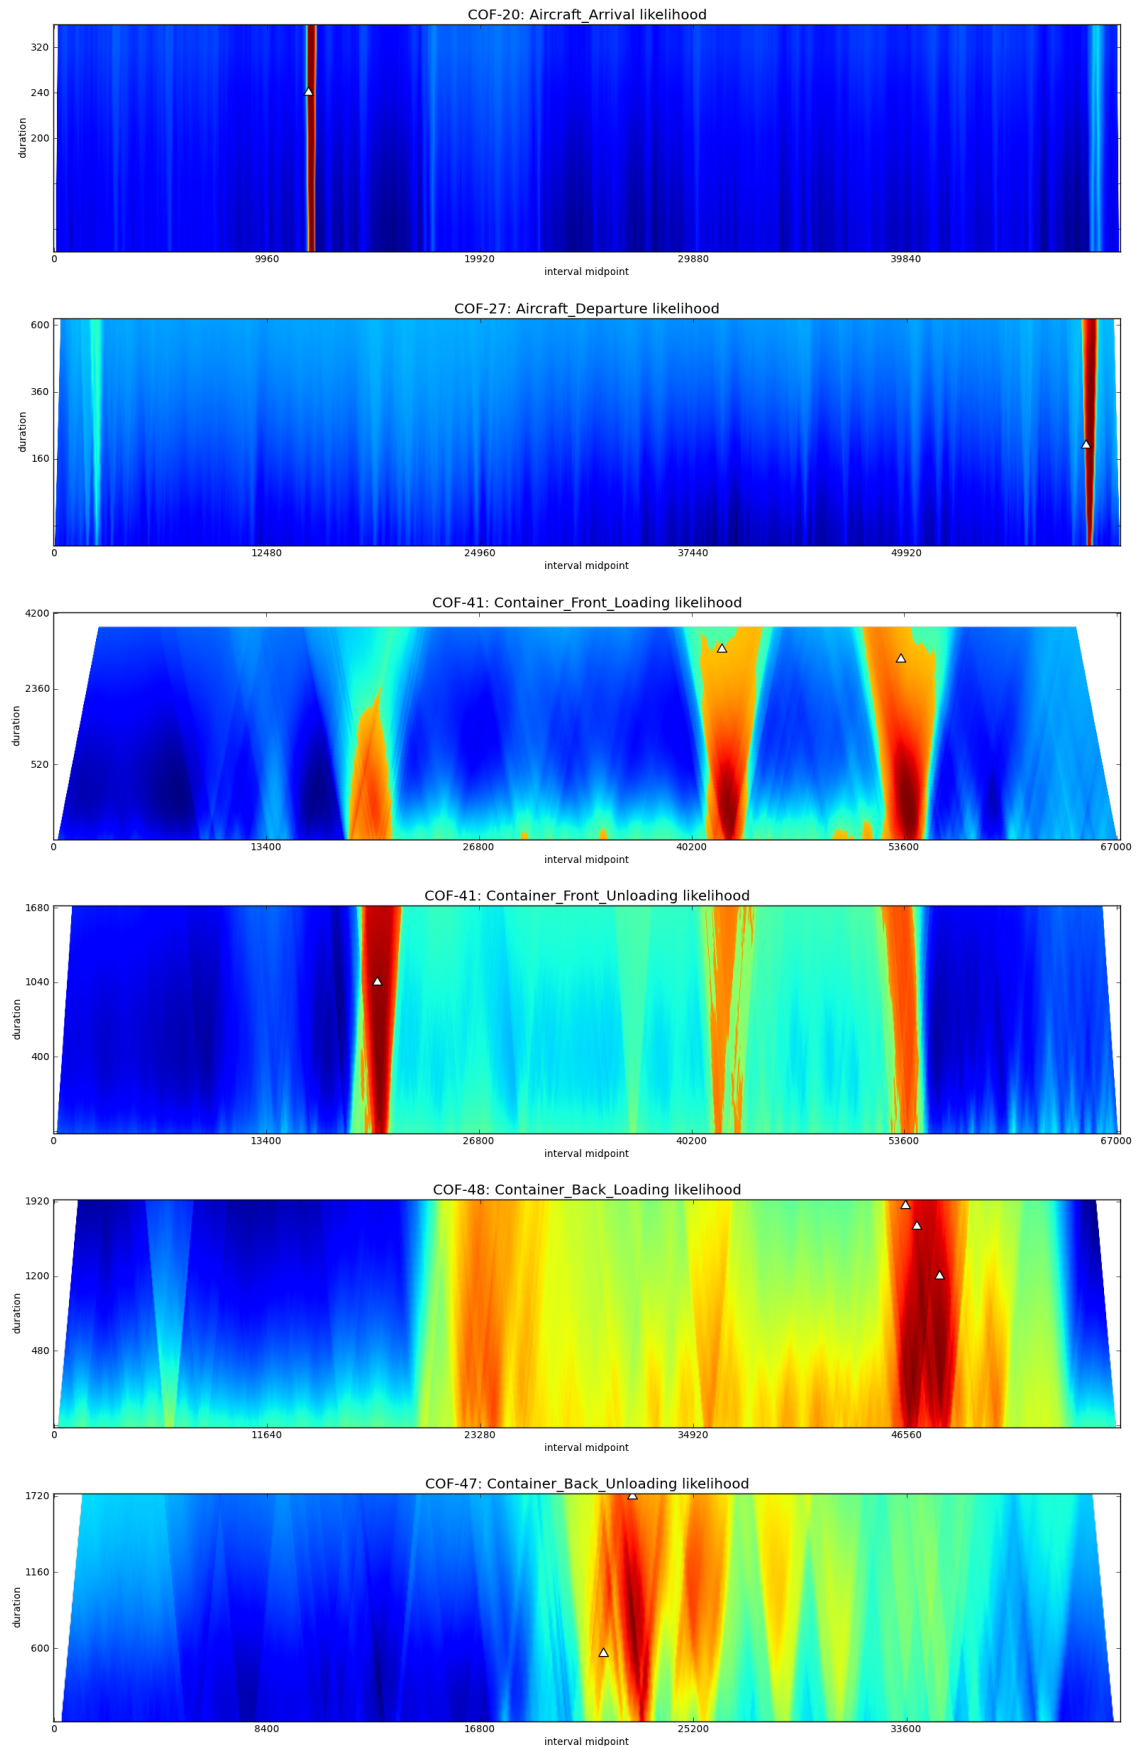 COF-20: Aircraft_Arrival likelihood
320
240
200
duration
0 9960 19920 29880 39840
interval midpoint
COF-27: Aircraft_Departure likelihood
600
360
160
duration
0 12480 24960 37440 49920
interval midpoint
COF-41: Container_Front_Loading likelihood
4200
2360
520
duration
0 13400 26800 40200 53600 67000
interval midpoint
COF-41: Container_Front_Unloading likelihood
1680
1040
400
duration
0 13400 26800 40200 53600 67000
interval midpoint
COF-48: Container_Back_Loading likelihood
1920
1200
480
duration
0 11640 23280 34920 46560
interval midpoint
COF-47: Container_Back_Unloading likelihood
1720
1160
600
duration
0 8400 16800 25200 33600
interval midpoint